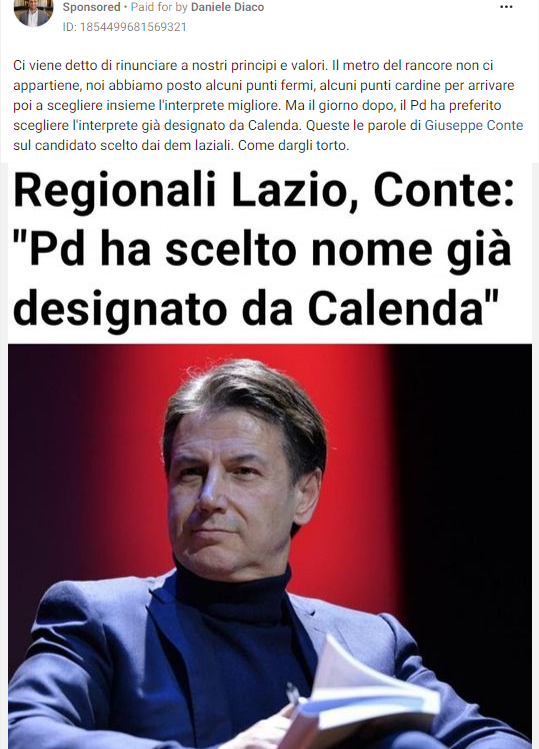 Sponsored • Paid for by Daniele Diaco
ID: 1854499681569321
Ci viene detto di rinunciare a nostri principi e valori. Il metro del rancore non ci
appartiene, noi abbiamo posto alcuni punti fermi, alcuni punti cardine per arrivare
poi a scegliere insieme l'interprete migliore. Ma il giorno dopo, il Pd ha preferito
scegliere l'interprete già designato da Calenda. Queste le parole di Giuseppe Conte
sul candidato scelto dai dem laziali. Come dargli torto.
Regionali Lazio, Conte:
"Pd ha scelto nome già
designato da Calenda"